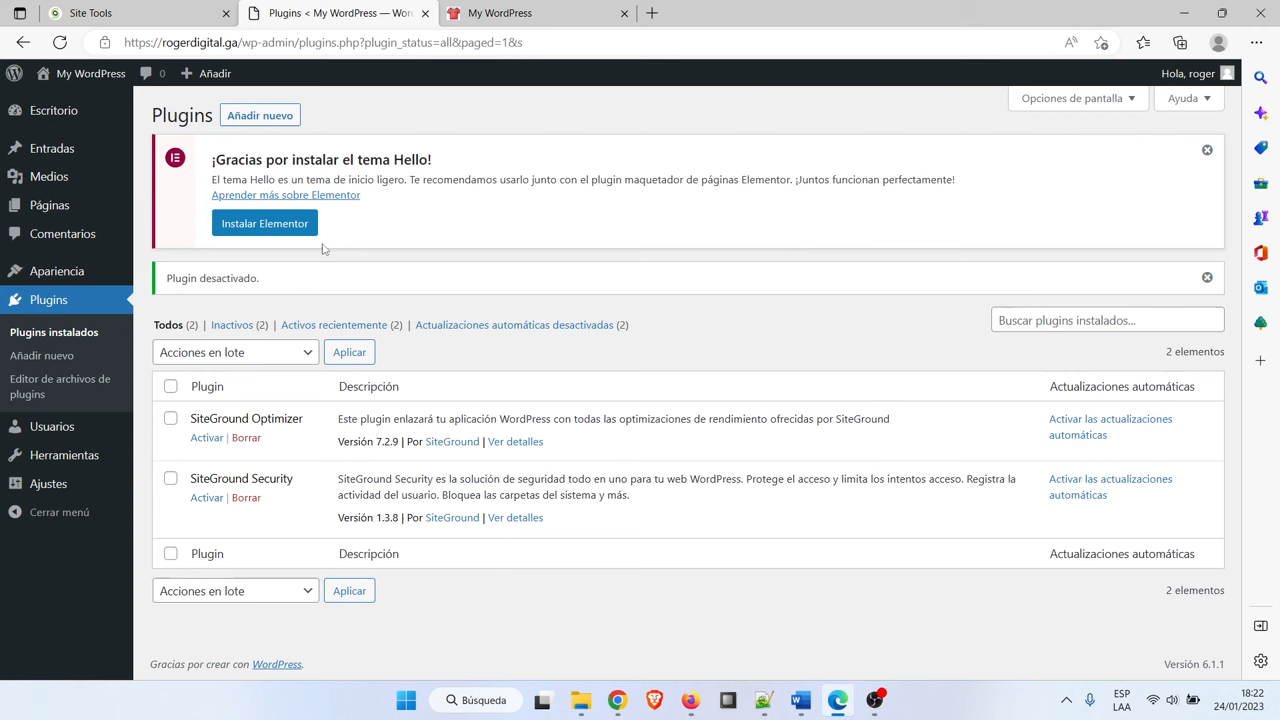 Site Tools
Plugins < My WordPress — Wor
My WordPress
https://rogerdigital.ga/wp-admin/plugins.php?plugin_status=all&paged=1&s
My WordPress
0
Añadir
Hola, roger
Escritorio
Entradas
Medios
Páginas
Comentarios
Apariencia
Plugins
Plugins instalados
Añadir nuevo
Editor de archivos de
plugins
Usuarios
Herramientas
Ajustes
Cerrar menú
Plugins
Añadir nuevo
Opciones de pantalla
Ayuda
¡Gracias por instalar el tema Hello!
El tema Hello es un tema de inicio ligero. Te recomendamos usarlo junto con el plugin maquetador de páginas Elementor. ¡Juntos funcionan perfectamente!
Aprender más sobre Elementor
Instalar Elementor
Plugin desactivado.
Todos (2) | Inactivos (2) | Activos recientemente (2) | Actualizaciones automáticas desactivadas (2)
Buscar plugins instalados...
Acciones en lote
Aplicar
2 elementos
Plugin
Descripción
Actualizaciones automáticas
SiteGround Optimizer
Activar | Borrar
Este plugin enlazará tu aplicación WordPress con todas las optimizaciones de rendimiento ofrecidas por SiteGround
Versión 7.2.9 | Por SiteGround | Ver detalles
Activar las actualizaciones
automáticas
SiteGround Security
Activar | Borrar
SiteGround Security es la solución de seguridad todo en uno para tu web WordPress. Protege el acceso y limita los intentos acceso. Registra la
actividad del usuario. Bloquea las carpetas del sistema y más.
Versión 1.3.8 | Por SiteGround | Ver detalles
Activar las actualizaciones
automáticas
Plugin
Descripción
Actualizaciones automáticas
Acciones en lote
Aplicar
2 elementos
Gracias por crear con WordPress.
Versión 6.1.1
Búsqueda
ESP
LAA
18:22
24/01/2023